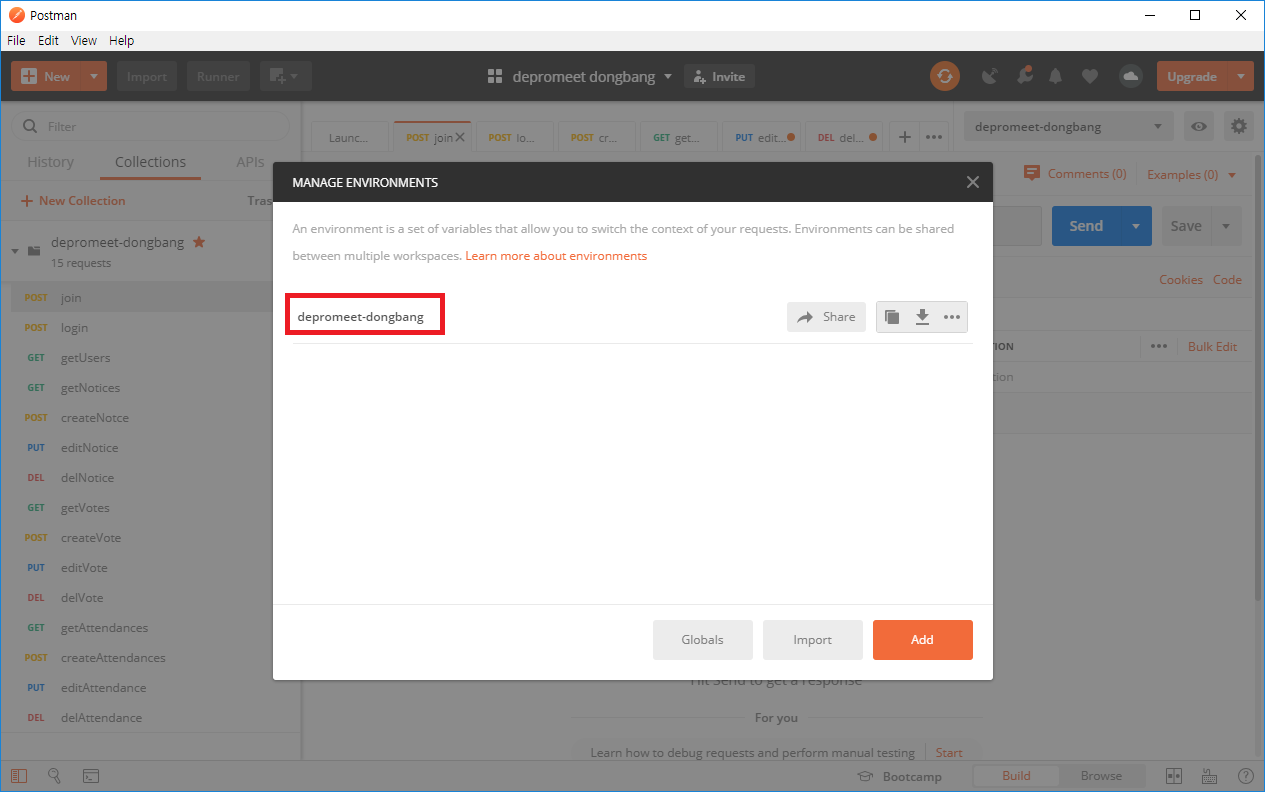 Postman
File Edit View Help
New Import Runner depromeet dongbang Invite Upgrade
Filter
History Collections APIs
New Collection Tras
depromeet-dongbang
15 requests
POST join
POST login
GET getUsers
GET getNotices
POST createNotce
PUT editNotice
DEL delNotice
GET getVotes
POST createVote
PUT editVote
DEL delVote
GET getAttendances
POST createAttendances
PUT editAttendance
DEL delAttendance
Launc... POST join POST lo... POST cr... GET get... PUT edit... DEL del...
depromeet-dongbang
Comments (0) Examples (0)
Send Save
Cookies Code
ION Bulk Edit
tion
MANAGE ENVIRONMENTS
An environment is a set of variables that allow you to switch the context of your requests. Environments can be shared
between multiple workspaces. Learn more about environments
depromeet-dongbang Share
Globals Import Add
Hit Send to get a response
For you
Learn how to debug requests and perform manual testing Start
Bootcamp Build Browse